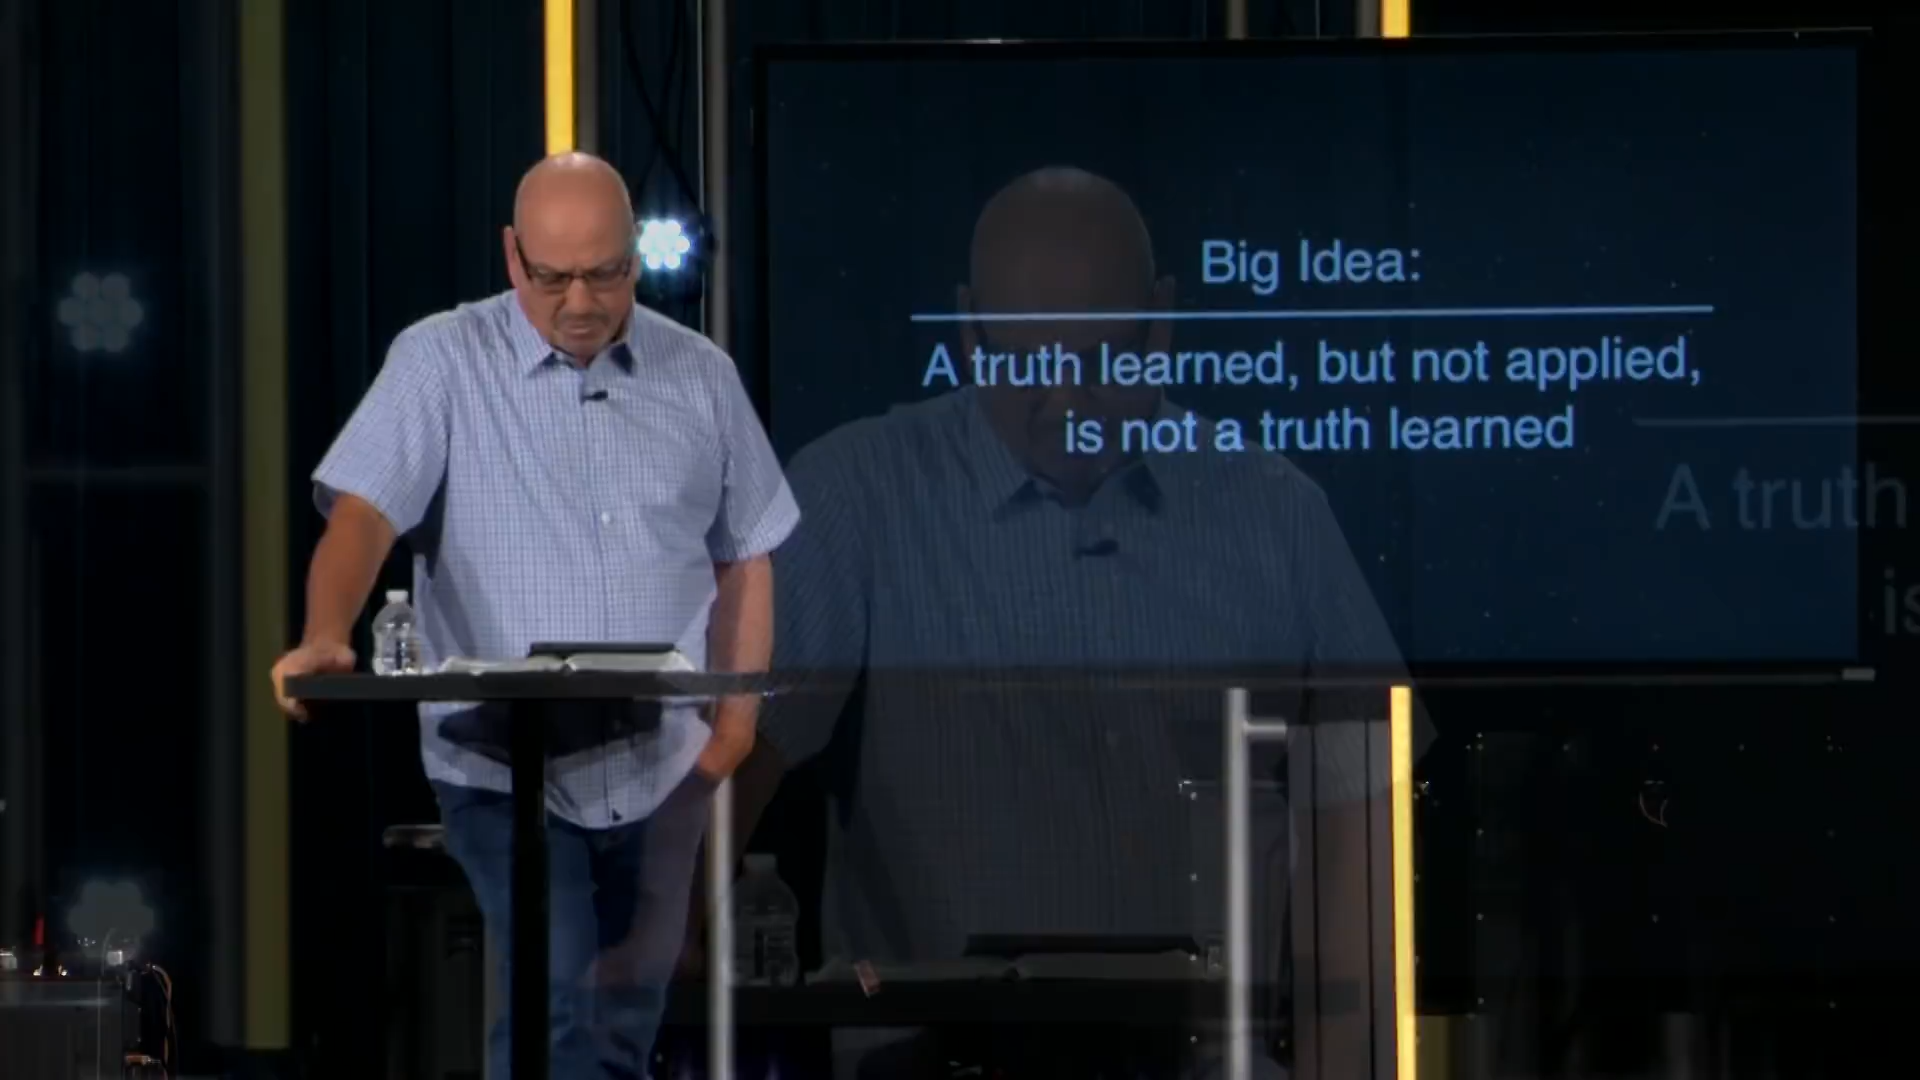 Big Idea:
A truth learned, but not applied,
is not a truth learned
A truth
is